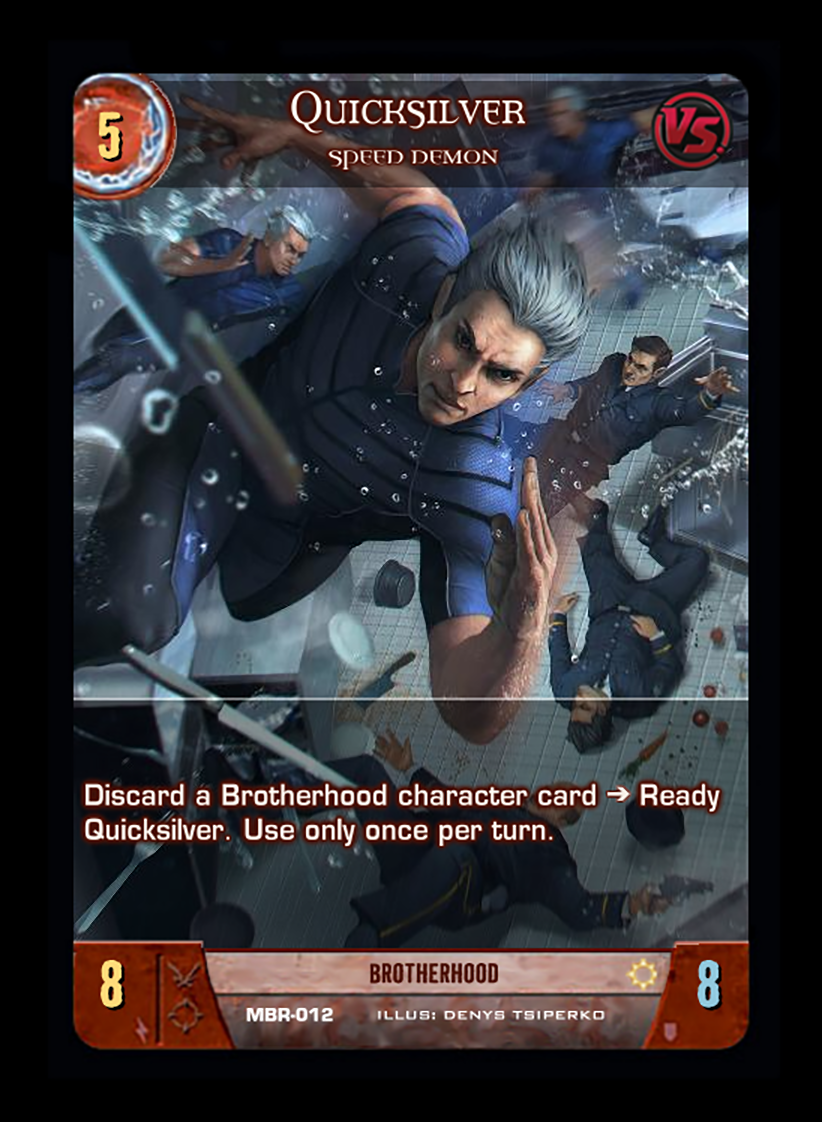 5
Quicksilver
Speed Demon
VS.
Discard a Brotherhood character card ➔ Ready
Quicksilver. Use only once per turn.
8
BROTHERHOOD
8
MBR-012 ILLUS: DENYS TSIPERKO